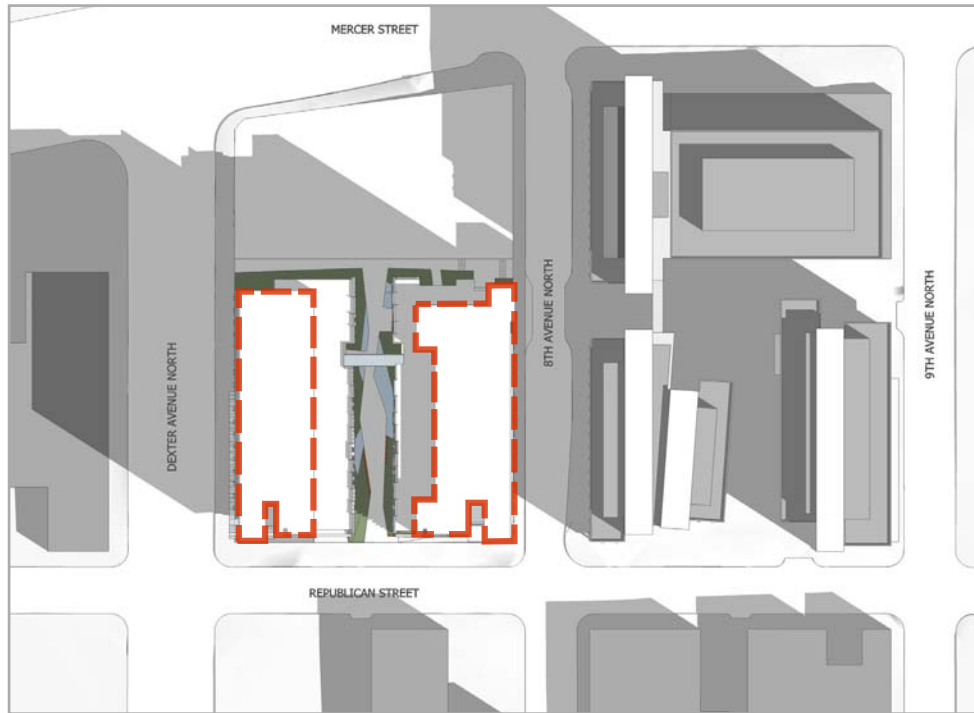 MERCER STREET
8TH AVENUE NORTH
9TH AVENUE NORTH
DEXTER AVENUE NORTH
REPUBLICAN STREET